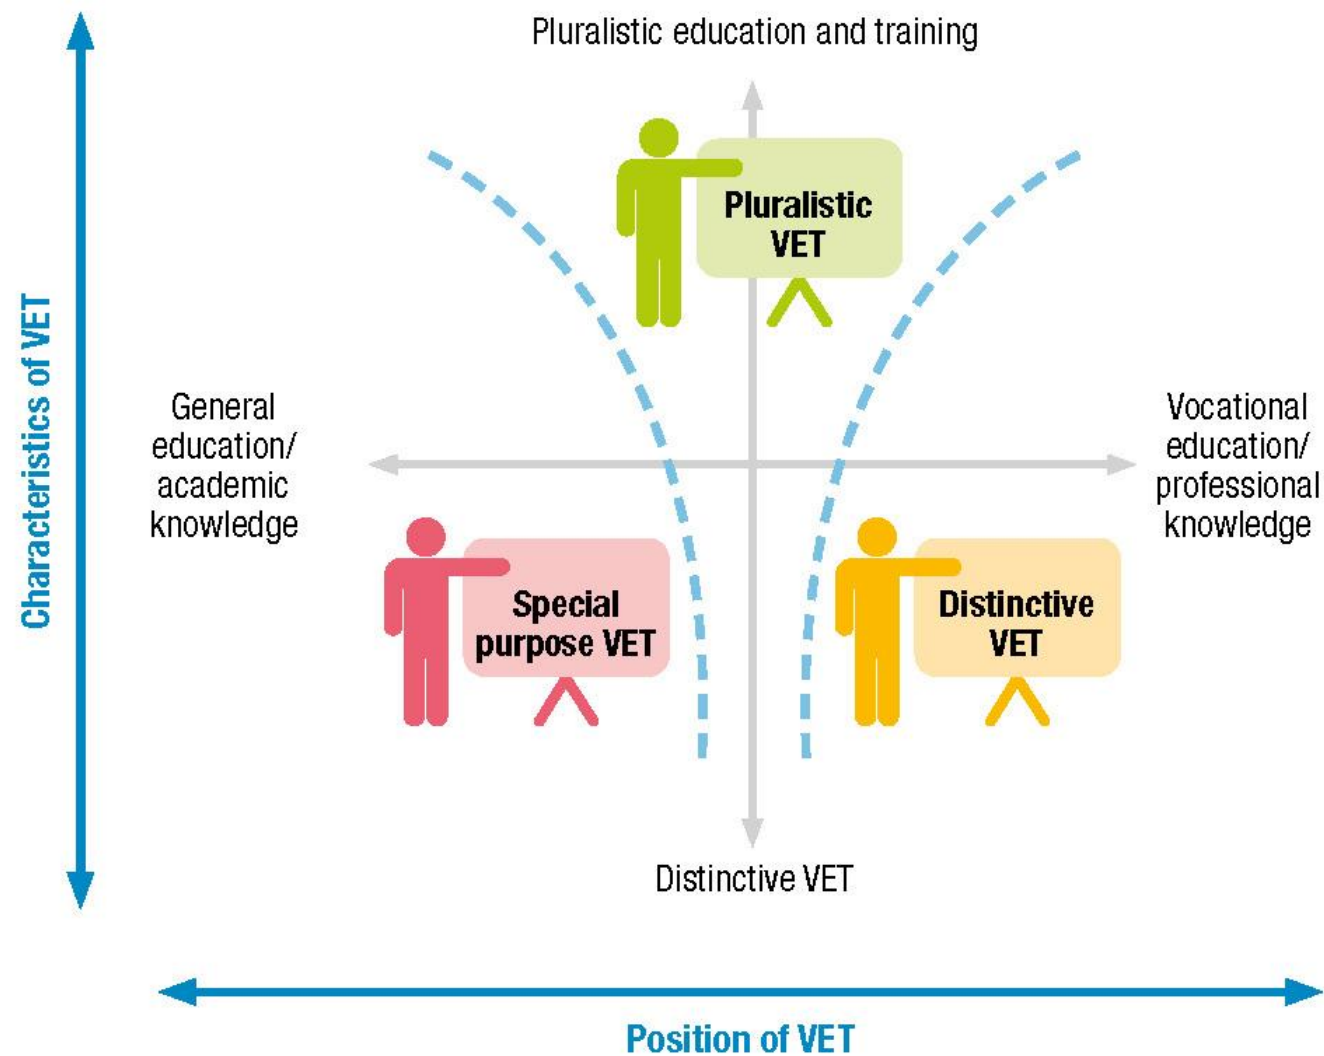 Pluralistic education and training
Pluralistic
VET
Characteristics of VET
General
education/
academic
knowledge
Vocational
education/
professional
knowledge
Special
purpose VET
Distinctive
VET
Distinctive VET
Position of VET